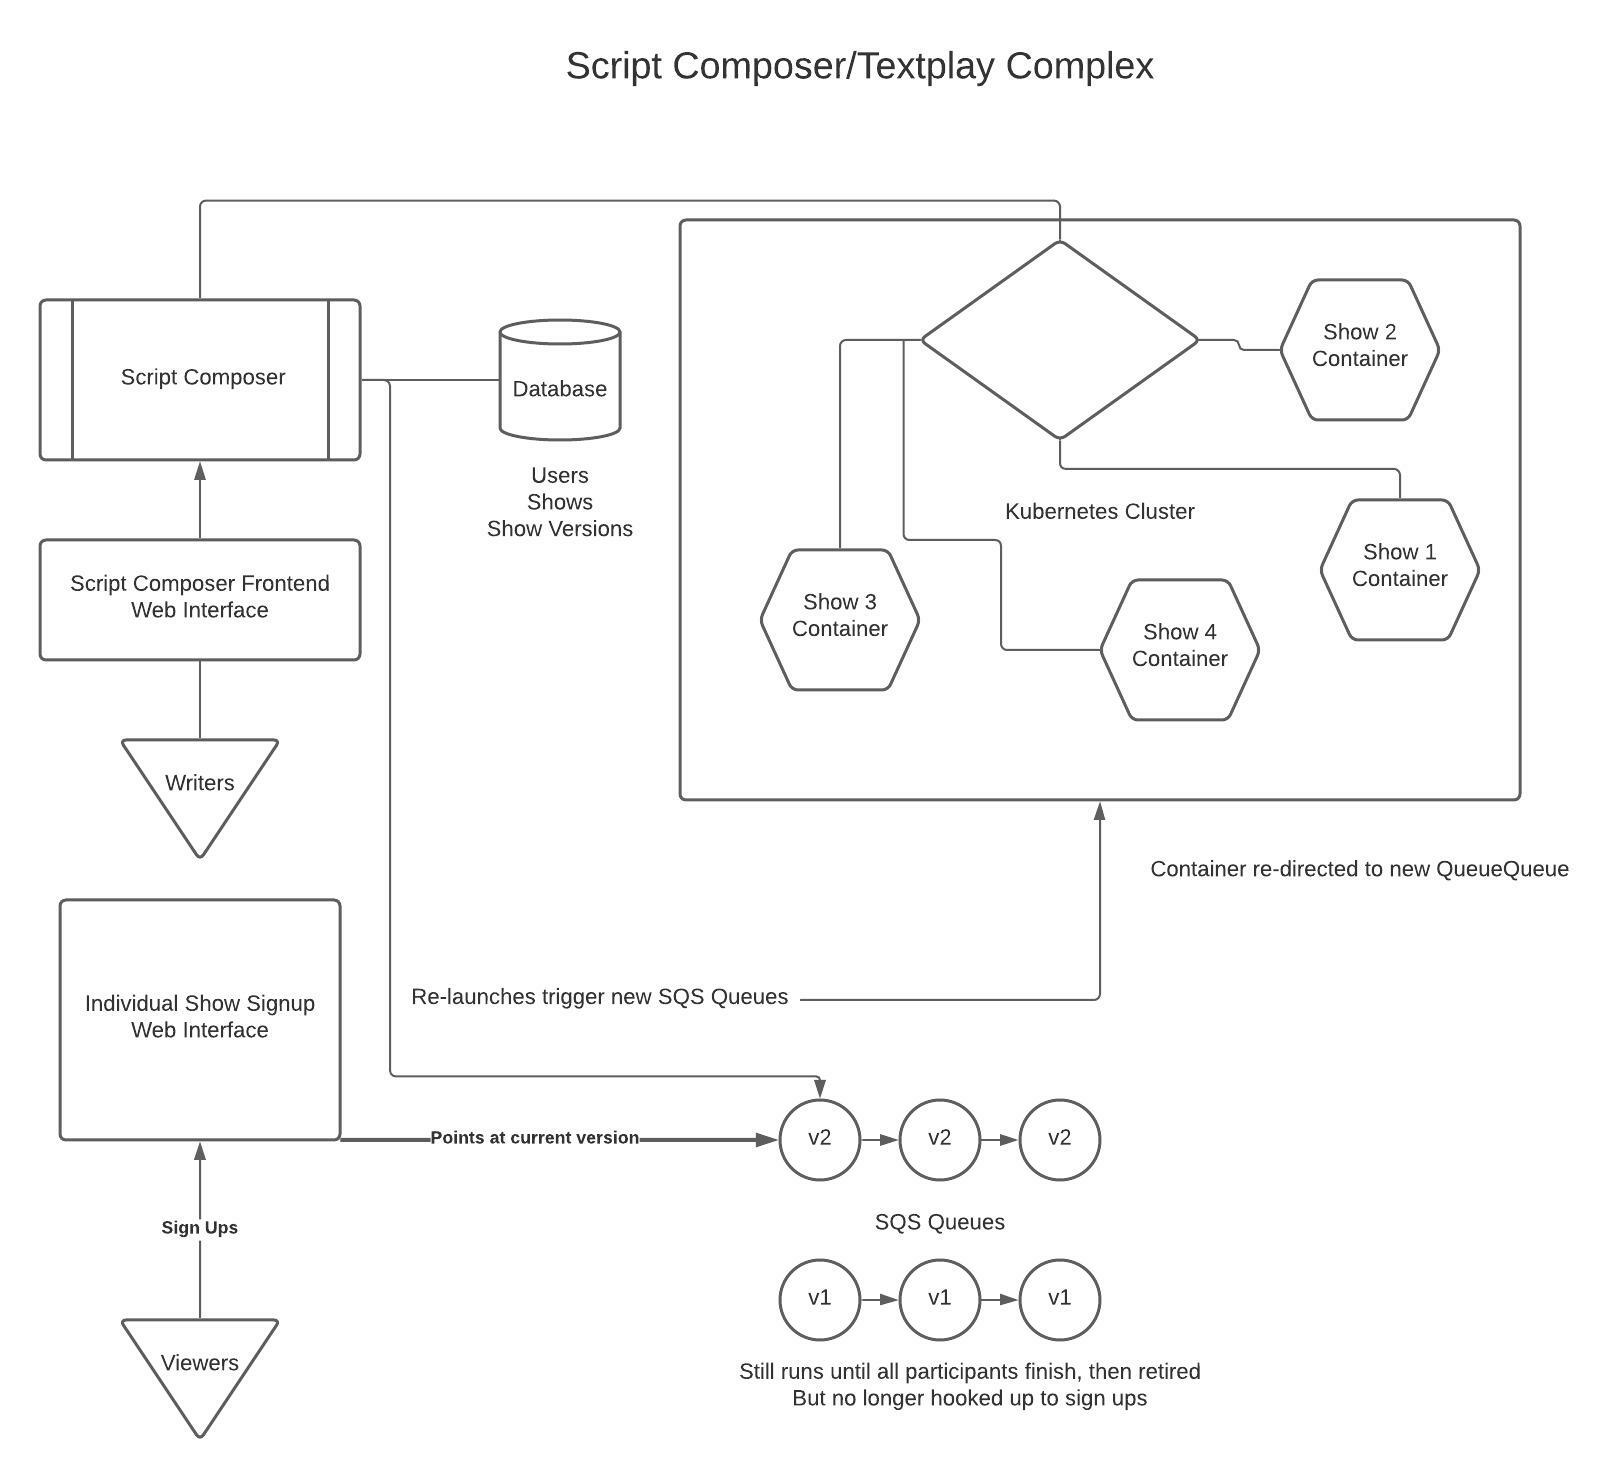 Script Composer/Textplay Complex
Script Composer
Database
Users
Shows
Show Versions
Script Composer Frontend
Web Interface
Writers
Show 2
Container
Kubernetes Cluster
Show 1
Container
Show 3
Container
Show 4
Container
Container re-directed to new QueueQueue
Individual Show Signup
Web Interface
Re-launches trigger new SQS Queues
Points at current version
v2
v2
v2
Sign Ups
SQS Queues
v1
v1
v1
Viewers
Still runs until all participants finish, then retired
But no longer hooked up to sign ups